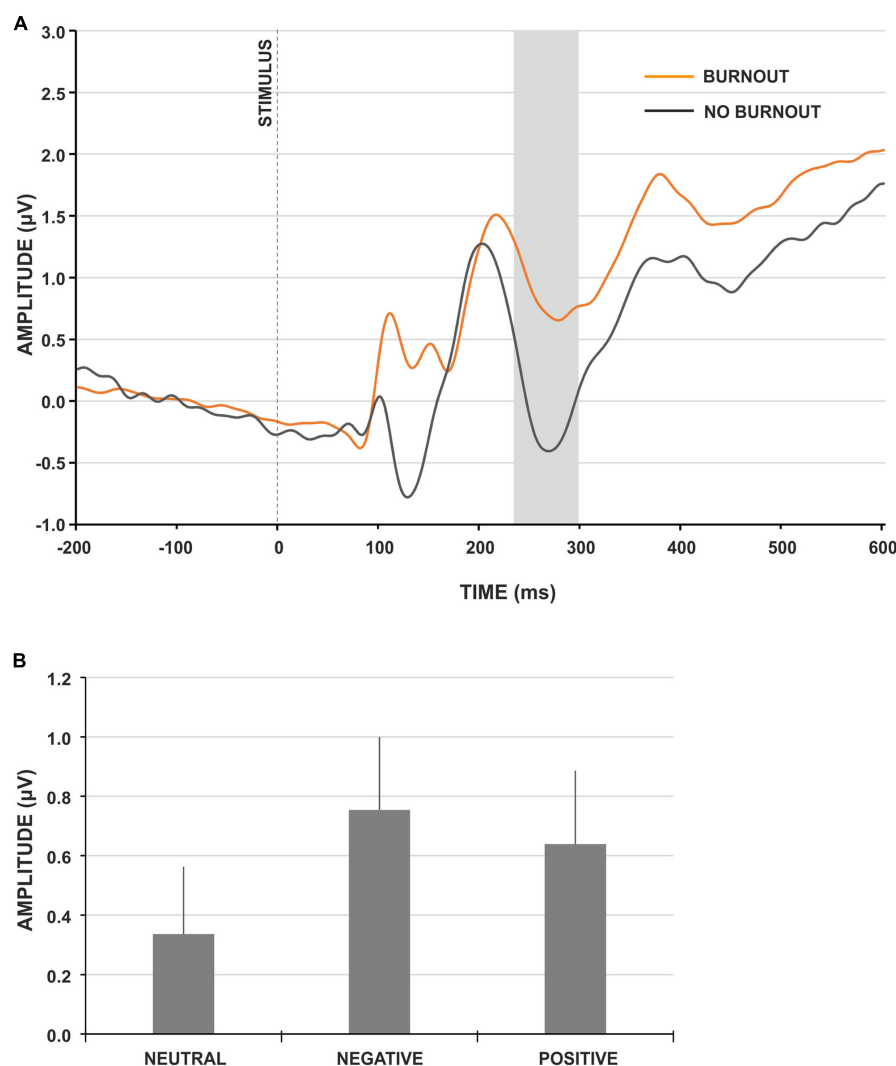 A
3.0
2.5
2.0
1.5
1.0
0.5
0.0
-0.5
-1.0
AMPLITUDE (µV)
STIMULUS
BURNOUT
NO BURNOUT
-200 -100 0 100 200 300 400 500 600
TIME (ms)
B
1.2
1.0
0.8
0.6
0.4
0.2
0.0
AMPLITUDE (µV)
NEUTRAL NEGATIVE POSITIVE